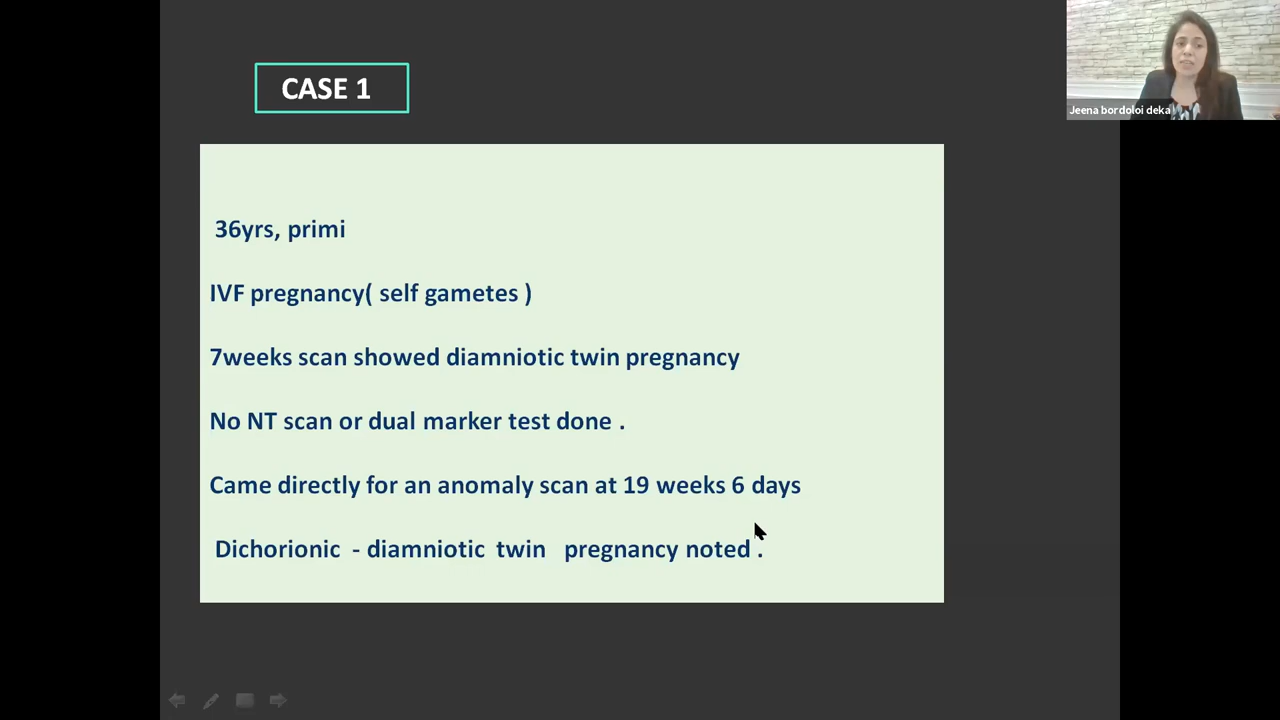 CASE 1
Jeena bordoloi deka
36yrs, primi
IVF pregnancy( self gametes )
7weeks scan showed diamniotic twin pregnancy
No NT scan or dual marker test done .
Came directly for an anomaly scan at 19 weeks 6 days
Dichorionic - diamniotic twin pregnancy noted .